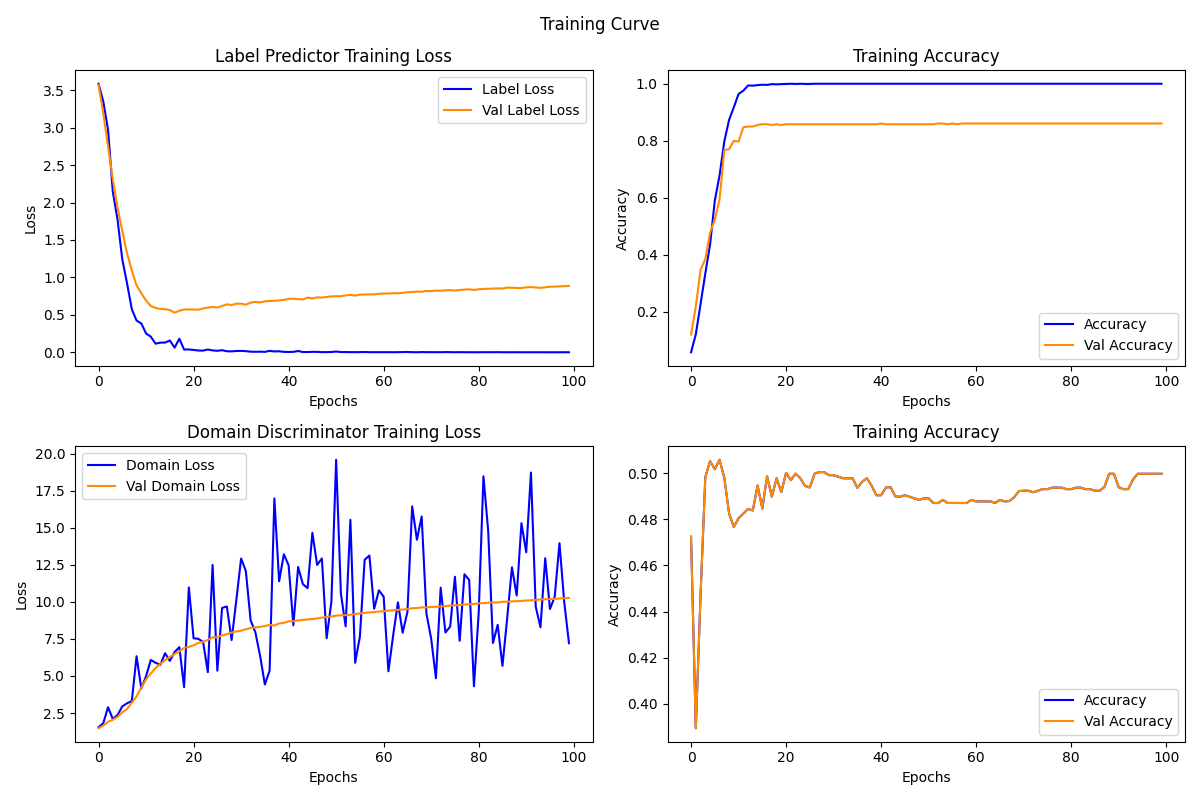 Training Curve
Label Predictor Training Loss
Loss
3.5
3.0
2.5
2.0
1.5
1.0
0.5
0.0
0 20 40 60 80 100
Epochs
Label Loss
Val Label Loss
Training Accuracy
Accuracy
1.0
0.8
0.6
0.4
0.2
0 20 40 60 80 100
Epochs
Accuracy
Val Accuracy
Domain Discriminator Training Loss
Loss
20.0
17.5
15.0
12.5
10.0
7.5
5.0
2.5
0 20 40 60 80 100
Epochs
Domain Loss
Val Domain Loss
Training Accuracy
Accuracy
0.50
0.48
0.46
0.44
0.42
0.40
0 20 40 60 80 100
Epochs
Accuracy
Val Accuracy